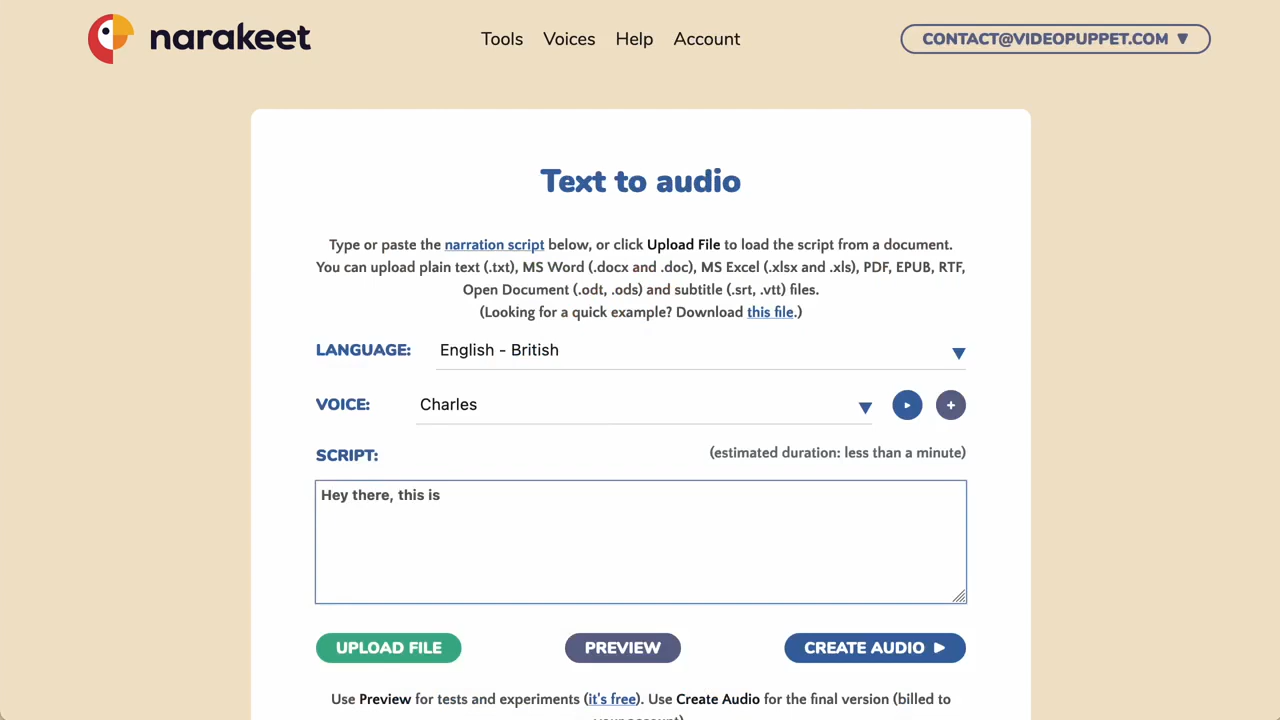 narakeet
Tools Voices Help Account
CONTACT@VIDEOPUPPET.COM ▼
Text to audio
Type or paste the narration script below, or click Upload File to load the script from a document.
You can upload plain text (.txt), MS Word (.docx and .doc), MS Excel (.xlsx and .xls), PDF, EPUB, RTF,
Open Document (.odt, .ods) and subtitle (.srt, .vtt) files.
(Looking for a quick example? Download this file.)
LANGUAGE: English - British
VOICE: Charles
SCRIPT: (estimated duration: less than a minute)
Hey there, this is
UPLOAD FILE PREVIEW CREATE AUDIO
Use Preview for tests and experiments (it's free). Use Create Audio for the final version (billed to